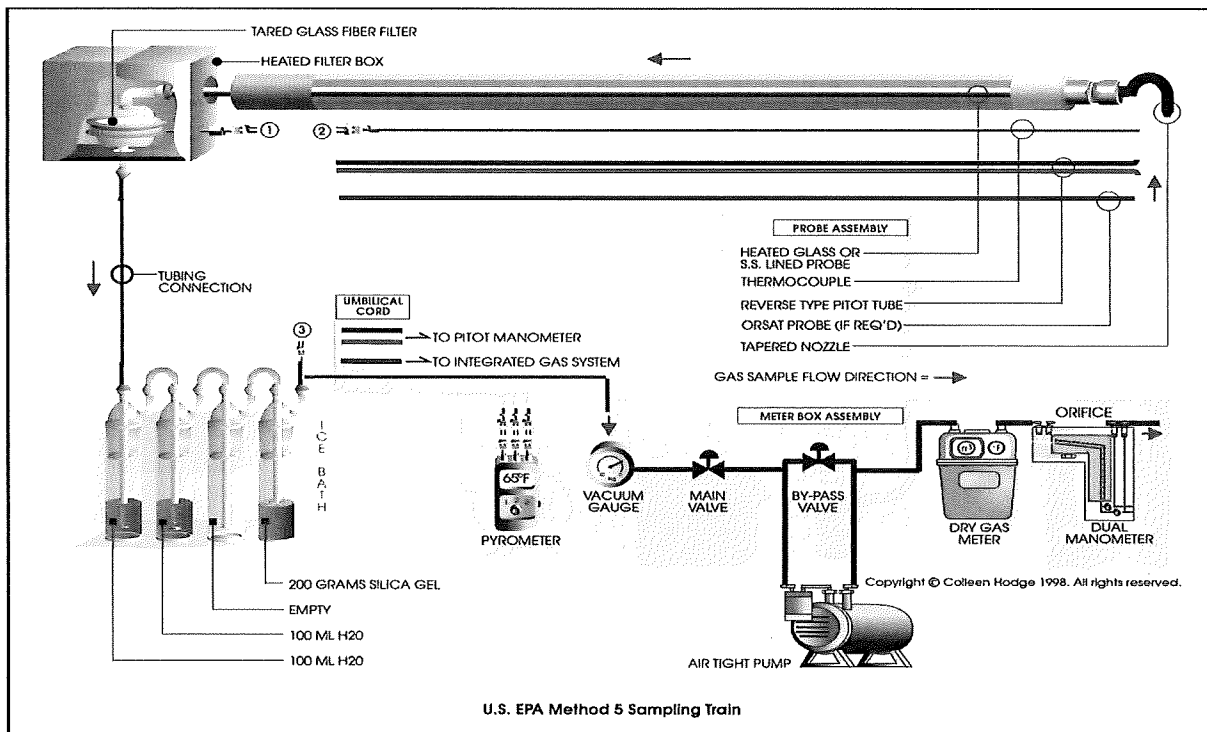 TARED GLASS FIBER FILTER
HEATED FILTER BOX
1
2
PROBE ASSEMBLY
HEATED GLASS OR
S.S. LINED PROBE
THERMOCOUPLE
REVERSE TYPE PITOT TUBE
ORSAT PROBE (IF REQ'D)
TAPERED NOZZLE
TUBING
CONNECTION
UMBILICAL
CORD
3
TO PITOT MANOMETER
TO INTEGRATED GAS SYSTEM
GAS SAMPLE FLOW DIRECTION =
METER BOX ASSEMBLY
ORIFICE
ICE BATH
65°F
PYROMETER
VACUUM
GAUGE
MAIN
VALVE
BY-PASS
VALVE
DRY GAS
METER
DUAL
MANOMETER
200 GRAMS SILICA GEL
EMPTY
100 ML H20
100 ML H20
Copyright © Colleen Hodge 1998. All rights reserved.
AIR TIGHT PUMP
U.S. EPA Method 5 Sampling Train